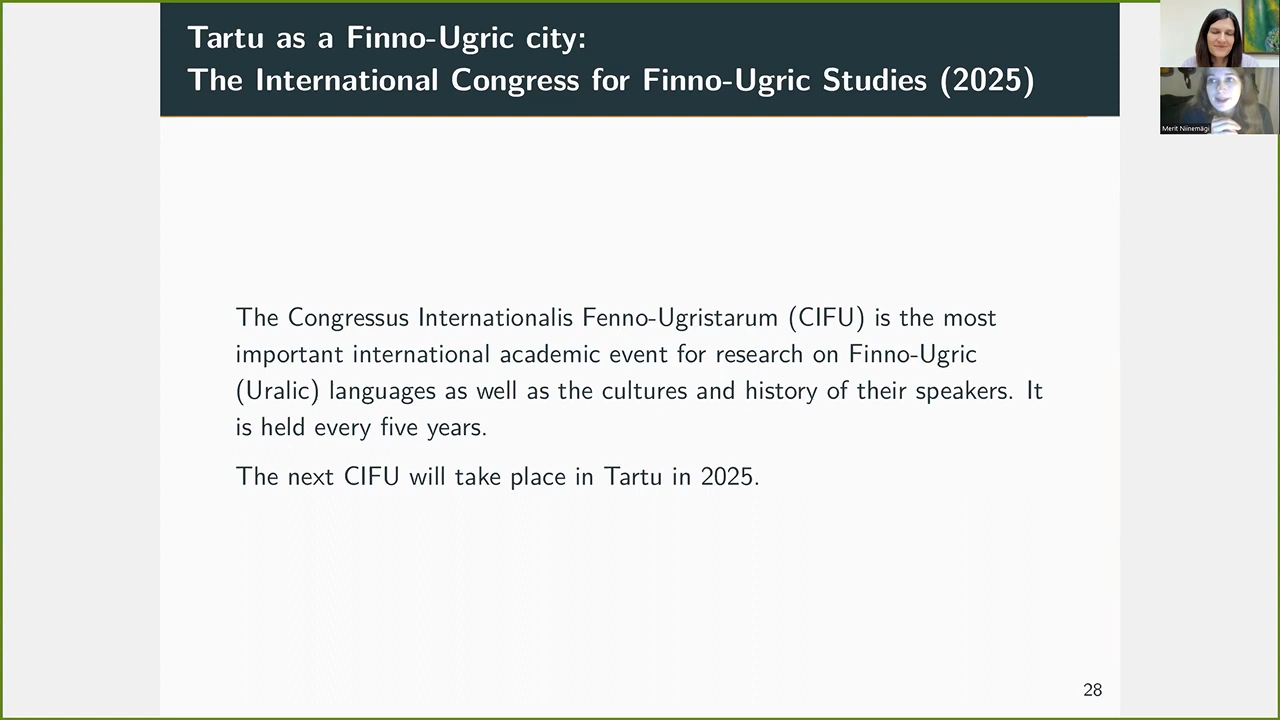 Tartu as a Finno-Ugric city:
The International Congress for Finno-Ugric Studies (2025)
Merit Niinemägi
The Congressus Internationalis Fenno-Ugristarum (CIFU) is the most
important international academic event for research on Finno-Ugric
(Uralic) languages as well as the cultures and history of their speakers. It
is held every five years.
The next CIFU will take place in Tartu in 2025.
28